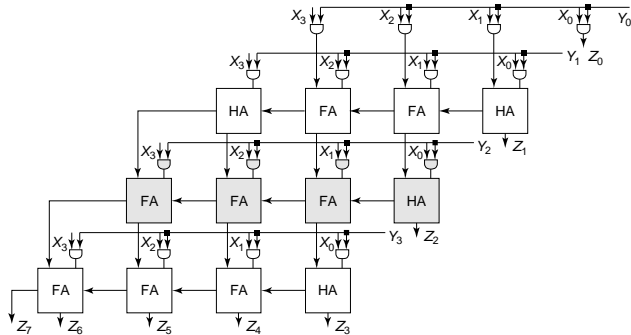 X3 X2 X1 X0 Y0
X3 X2 X1 X0 Y1 Z0
HA FA FA HA
X3 X2 X1 X0 Y2 Z1
FA FA FA HA
X3 X2 X1 X0 Y3 Z2
FA FA FA HA
Z7 Z6 Z5 Z4 Z3